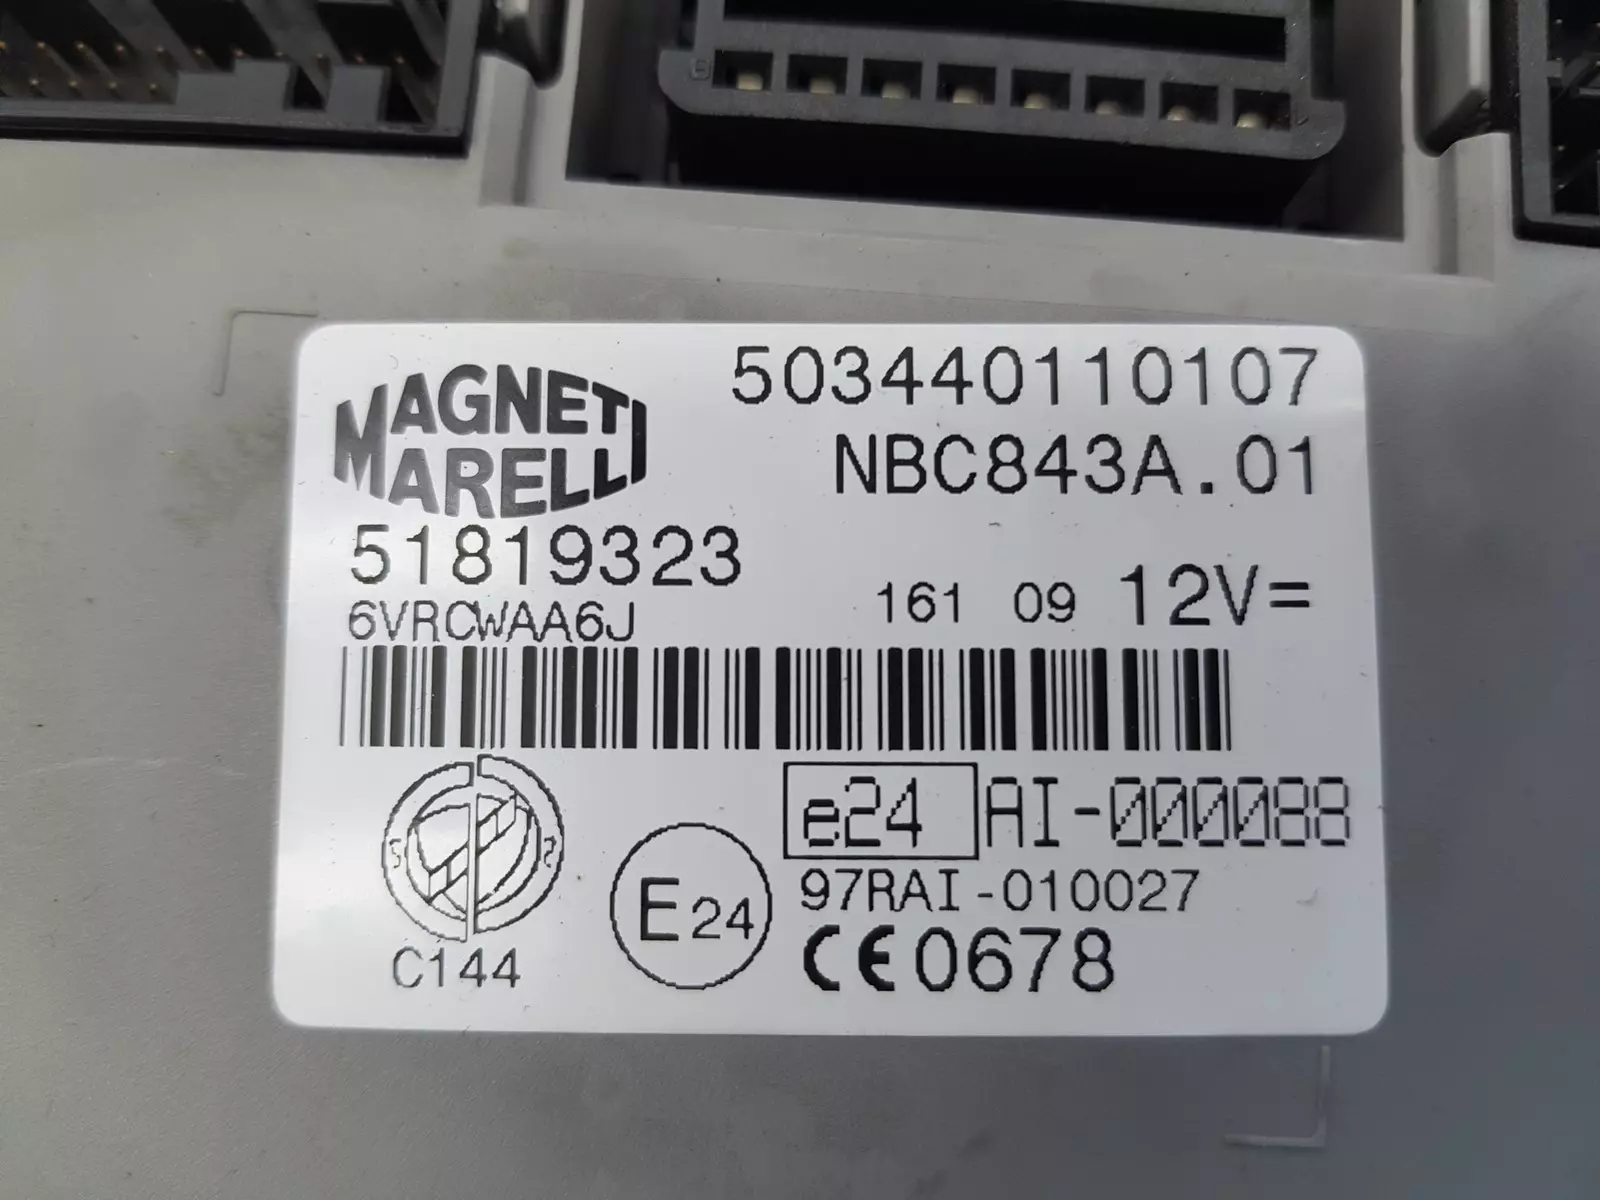 MAGNETI
MARELLI
503440110107
NBC843A.01
51819323
6VRCWAA6J
161 09 12V=
e24 AI-000088
97RAI-010027
E24
CE0678
C144